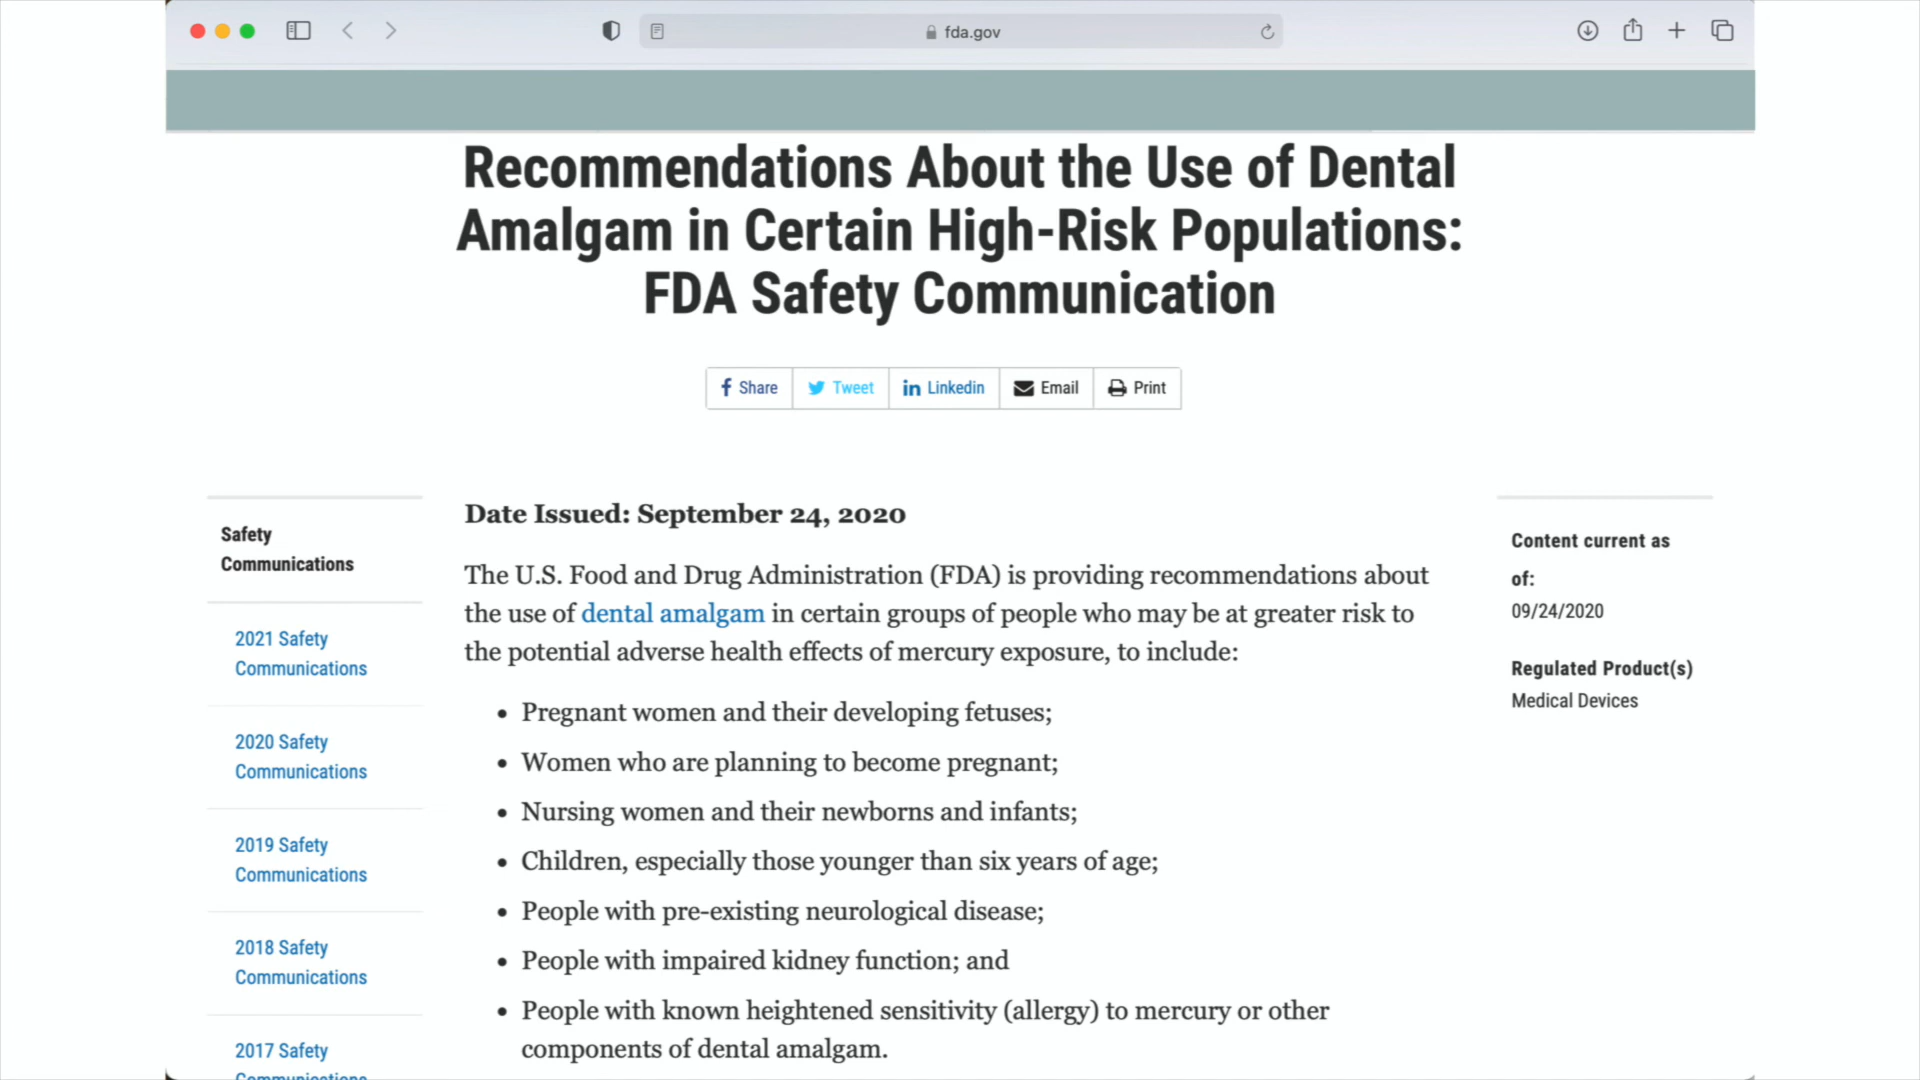 fda.gov
Recommendations About the Use of Dental
Amalgam in Certain High-Risk Populations:
FDA Safety Communication
Share
Tweet
Linkedin
Email
Print
Safety
Communications
2021 Safety
Communications
2020 Safety
Communications
2019 Safety
Communications
2018 Safety
Communications
2017 Safety
Communications
Date Issued: September 24, 2020
The U.S. Food and Drug Administration (FDA) is providing recommendations about
the use of dental amalgam in certain groups of people who may be at greater risk to
the potential adverse health effects of mercury exposure, to include:
• Pregnant women and their developing fetuses;
• Women who are planning to become pregnant;
• Nursing women and their newborns and infants;
• Children, especially those younger than six years of age;
• People with pre-existing neurological disease;
• People with impaired kidney function; and
• People with known heightened sensitivity (allergy) to mercury or other
components of dental amalgam.
Content current as
of:
09/24/2020
Regulated Product(s)
Medical Devices